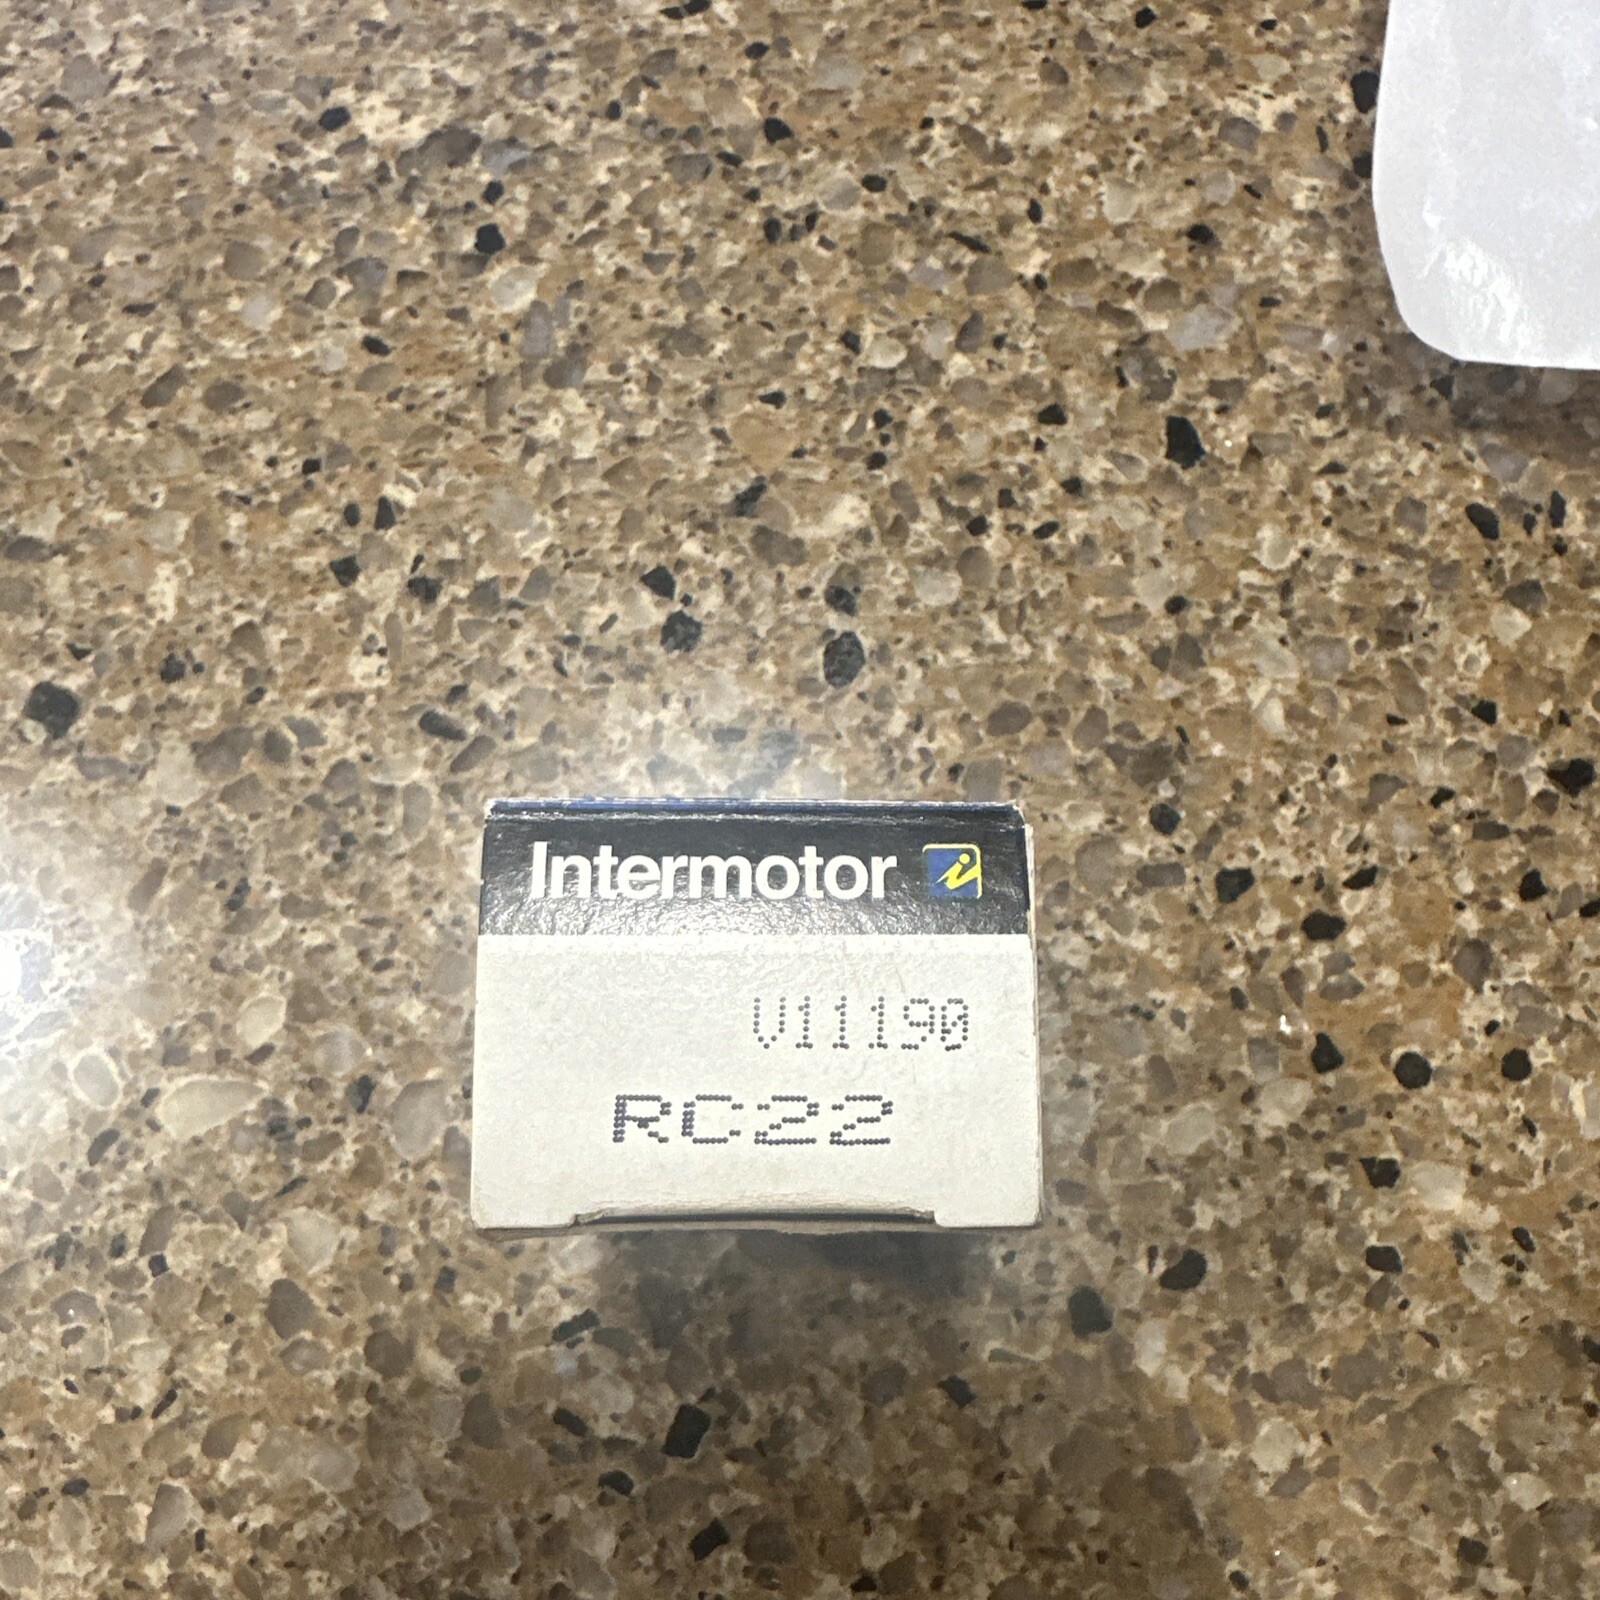 Intermotor
V11190
RC22